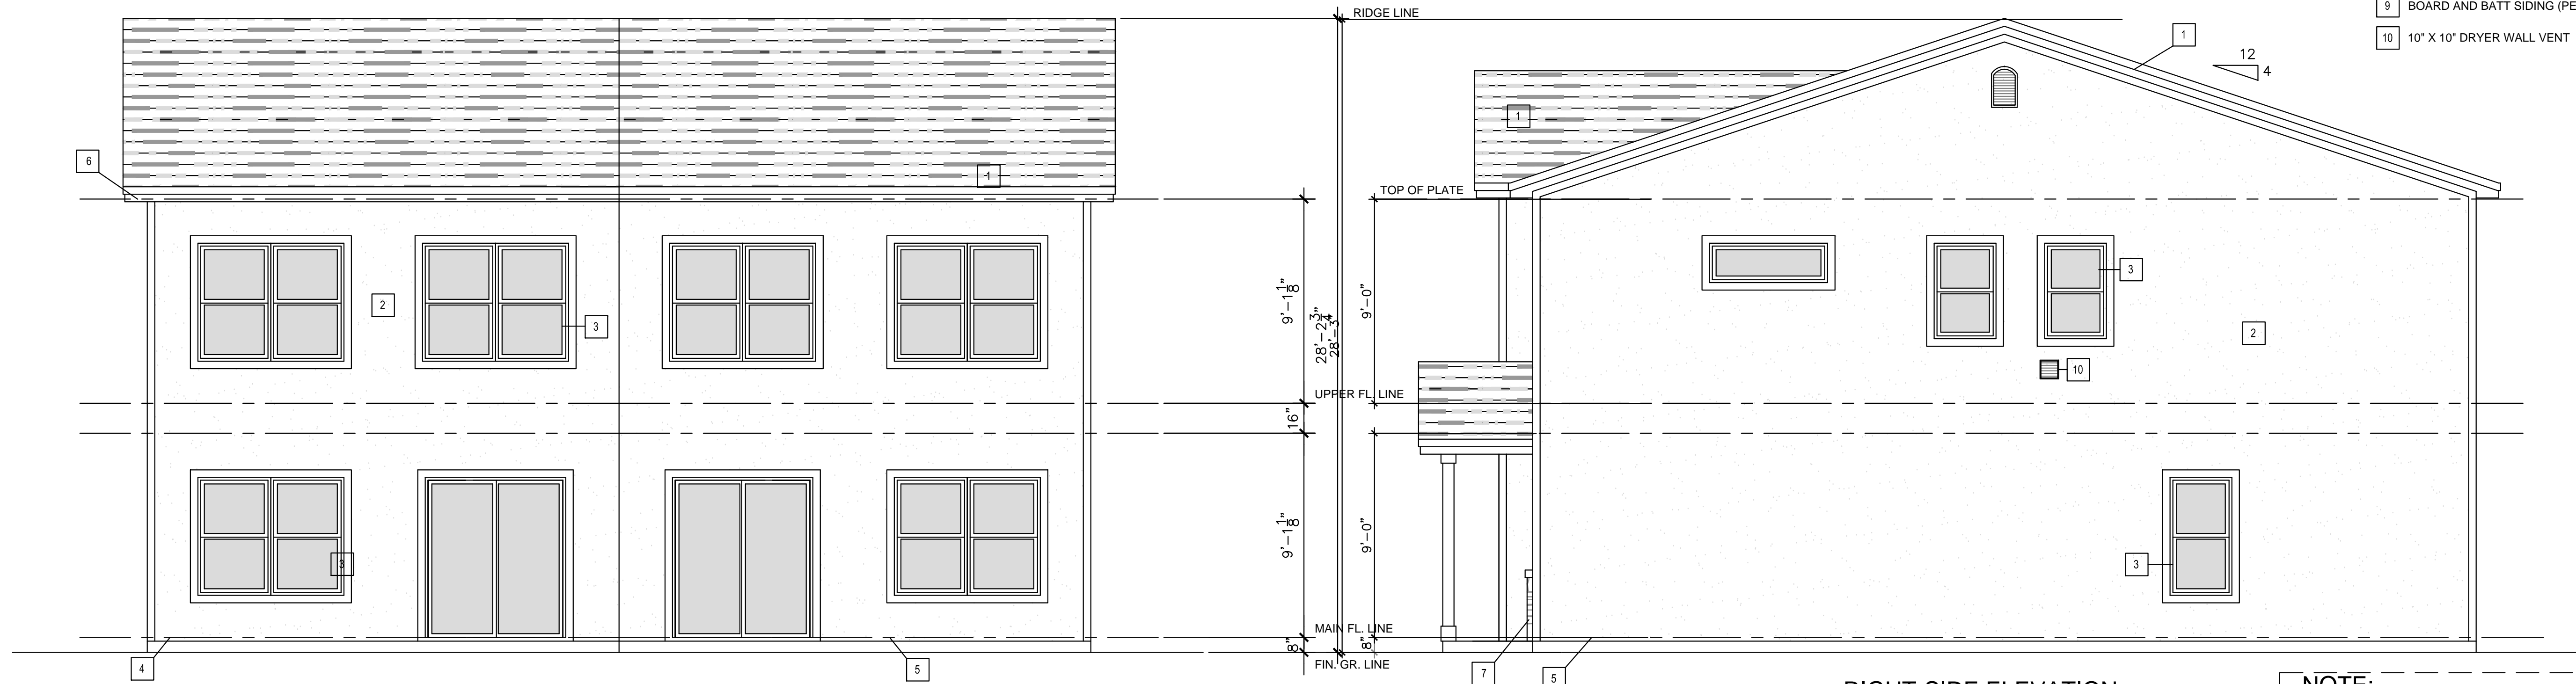 RIDGE LINE
9 BOARD AND BATT SIDING (PE
10 10" X 10" DRYER WALL VENT
1
12
4
1
6
1
TOP OF PLATE
2
3
3
2
9'-1 1/8"
28'-2 3/4"
28'-3"
9'-0"
10
UPPER FL. LINE
16"
9'-1 1/8"
9'-0"
3
3
MAIN FL. LINE
8"
8"
FIN. GR. LINE
4
5
7
5
RIGHT SIDE ELEVATION
NOTE: